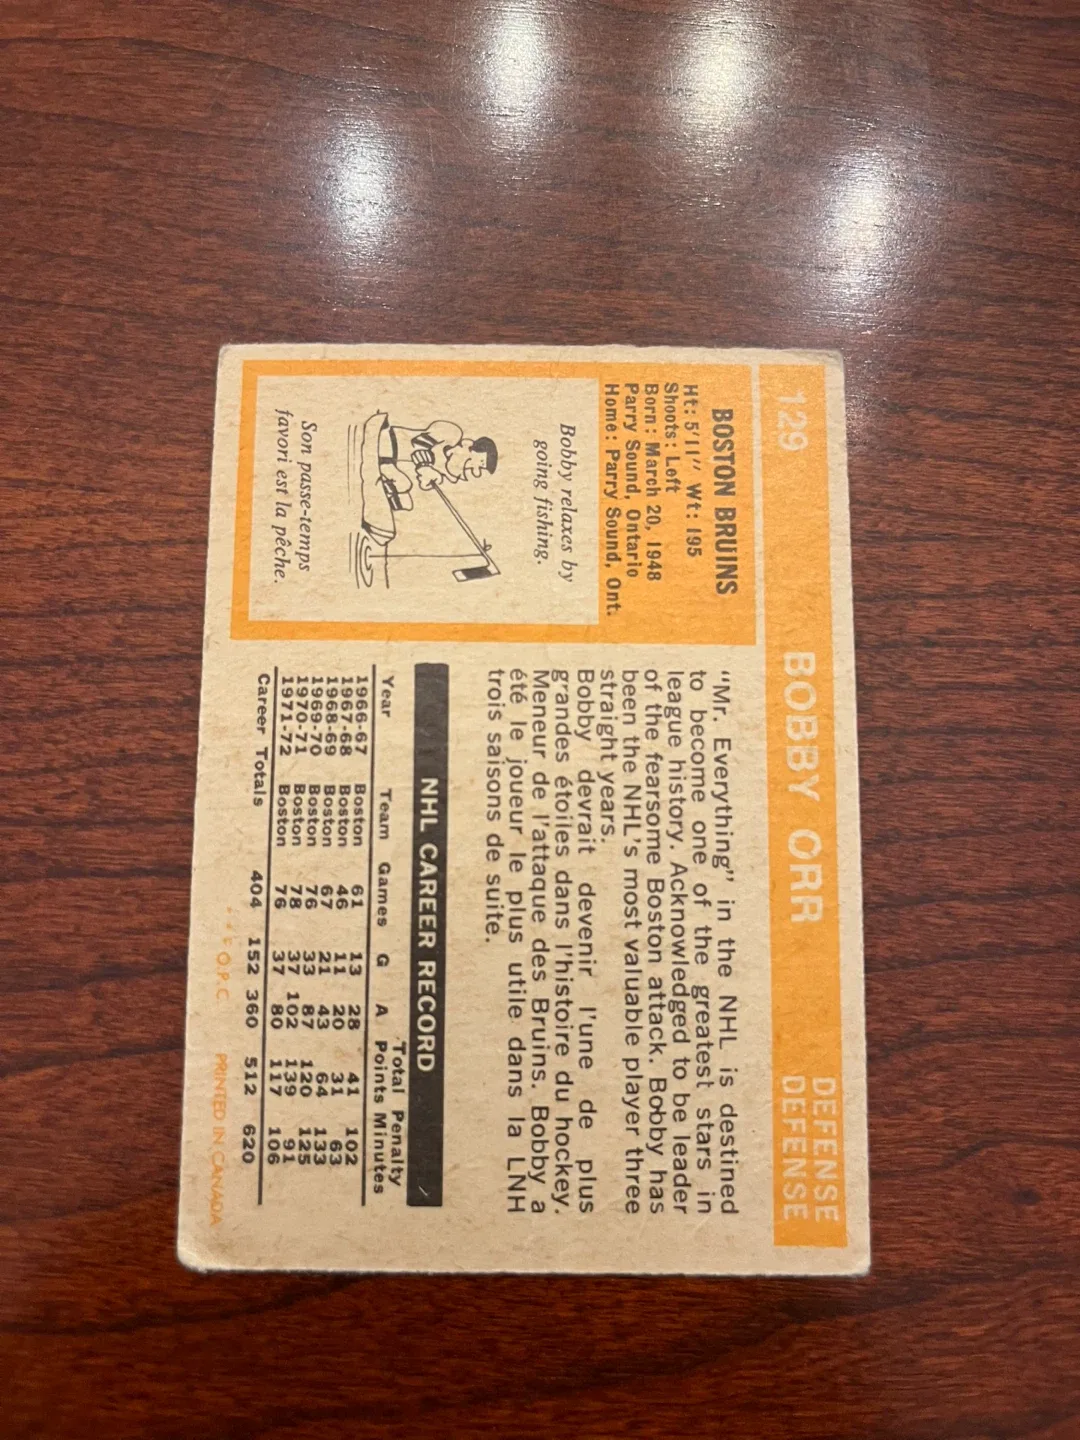 129 BOBBY ORR DEFENSE
DEFENSE
BOSTON BRUINS
Ht: 5'11" Wt: 195
Shoots: Left
Born: March 20, 1948
Parry Sound, Ontario
Home: Parry Sound, Ont.
Bobby relaxes by
going fishing.
Son passe-temps
favori est la pêche.
"Mr. Everything" in the NHL is destined
to become one of the greatest stars in
league history. Acknowledged to be leader
of the fearsome Boston attack. Bobby has
been the NHL's most valuable player three
straight years.
Bobby devrait devenir l'une de plus
grandes étoiles dans l'histoire du hockey.
Meneur de l'attaque des Bruins. Bobby a
été le joueur le plus utile dans la LNH
trois saisons de suite.
NHL CAREER RECORD
Total Penalty
Year Team Games G A Points Minutes
1966-67 Boston 61 13 28 41 102
1967-68 Boston 46 11 20 31 63
1968-69 Boston 67 21 43 64 133
1969-70 Boston 76 33 87 120 125
1970-71 Boston 78 37 102 139 91
1971-72 Boston 76 37 80 117 106
Career Totals 404 152 360 512 620
O.P.C. PRINTED IN CANADA